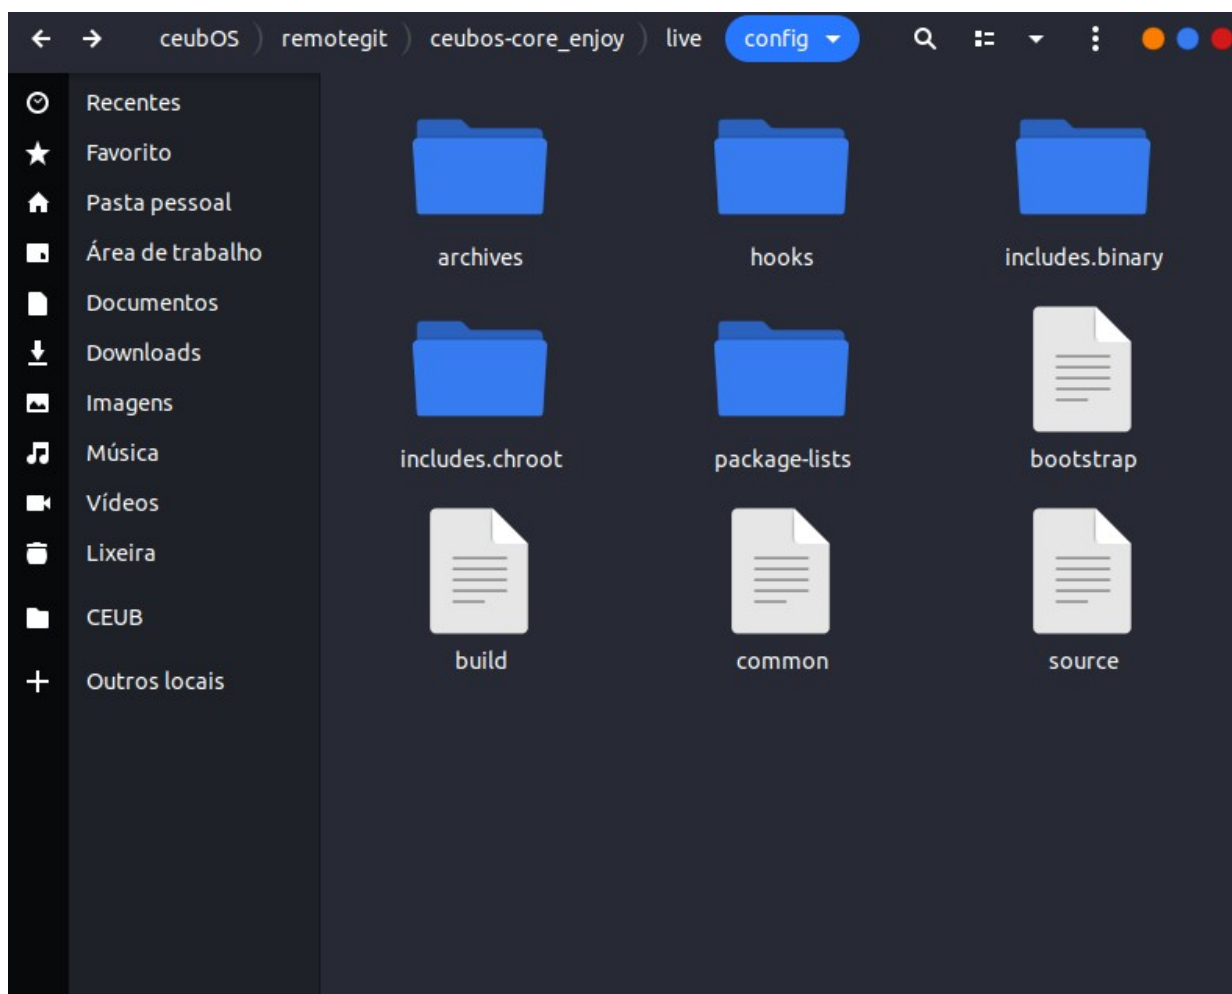 ceubOS remotegit ceubos-core_enjoy live config
Recentes
Favorito
Pasta pessoal
Área de trabalho
Documentos
Downloads
Imagens
Música
Vídeos
Lixeira
CEUB
Outros locais
archives hooks includes.binary
includes.chroot package-lists bootstrap
build common source